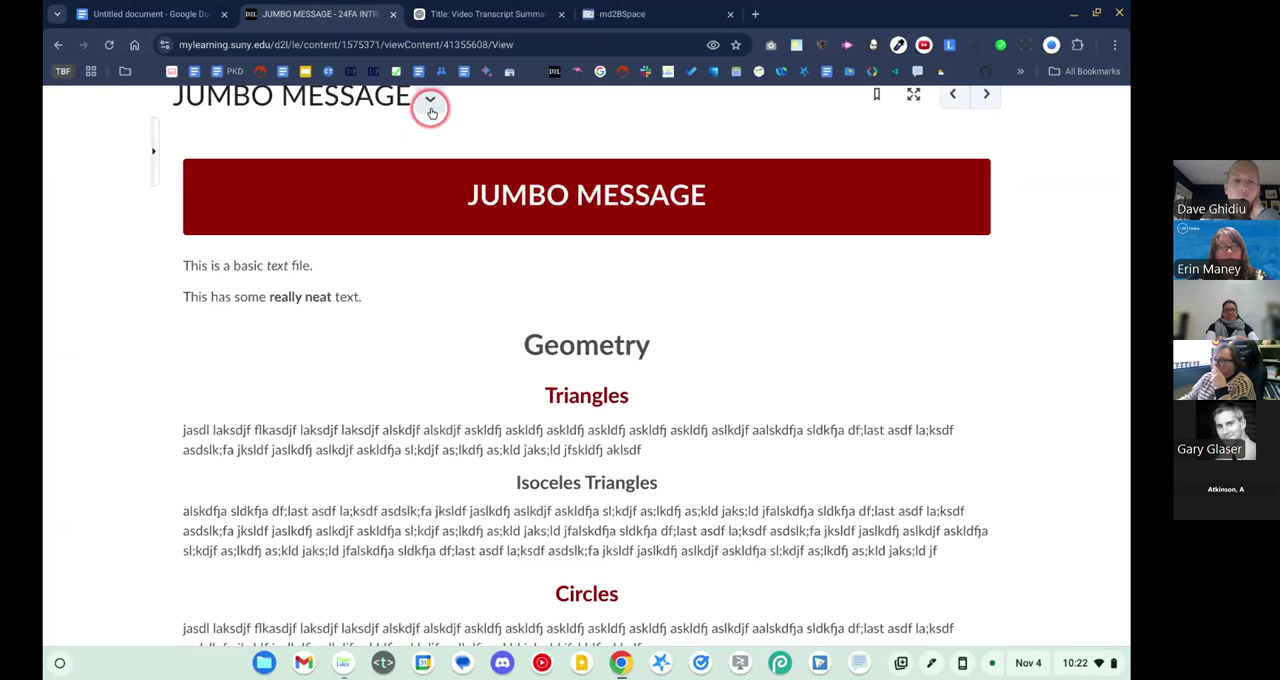 Untitled document - Google Do
JUMBO MESSAGE - 24FA INTR
Title: Video Transcript Summa
md2BSpace
mylearning.suny.edu/d2l/le/content/1575371/viewContent/41355608/View
TBF
PKD
D2L
All Bookmarks
JUMBO MESSAGE
JUMBO MESSAGE
This is a basic text file.
This has some really neat text.
Geometry
Triangles
jasdl laksdjf flkasdjf laksdjf laksdjf alskdjf alskdjf askldfj askldfj askldfj askldfj askldfj askldfj aslkdjf aalskdfja sldkfja df;last asdf la;ksdf
asdslk;fa jksldf jaslkdfj aslkdjf askldfja sl;kdjf as;lkdfj as;kld jaks;ld jfskldfj aklsdf
Isoceles Triangles
alskdfja sldkfja df;last asdf la;ksdf asdslk;fa jksldf jaslkdfj aslkdjf askldfja sl;kdjf as;lkdfj as;kld jaks;ld jfalskdfja sldkfja df;last asdf la;ksdf
asdslk;fa jksldf jaslkdfj aslkdjf askldfja sl;kdjf as;lkdfj as;kld jaks;ld jfalskdfja sldkfja df;last asdf la;ksdf asdslk;fa jksldf jaslkdfj aslkdjf askldfja
sl;kdjf as;lkdfj as;kld jaks;ld jfalskdfja sldkfja df;last asdf la;ksdf asdslk;fa jksldf jaslkdfj aslkdjf askldfja sl;kdjf as;lkdfj as;kld jaks;ld jf
Circles
jasdl laksdjf flkasdjf laksdjf laksdjf alskdjf alskdjf askldfj askldfj askldfj askldfj askldfj askldfj aslkdjf aalskdfja sldkfja df;last asdf la;ksdf
Nov 4
10:22
Dave Ghidiu
Erin Maney
Gary Glaser
Atkinson, A